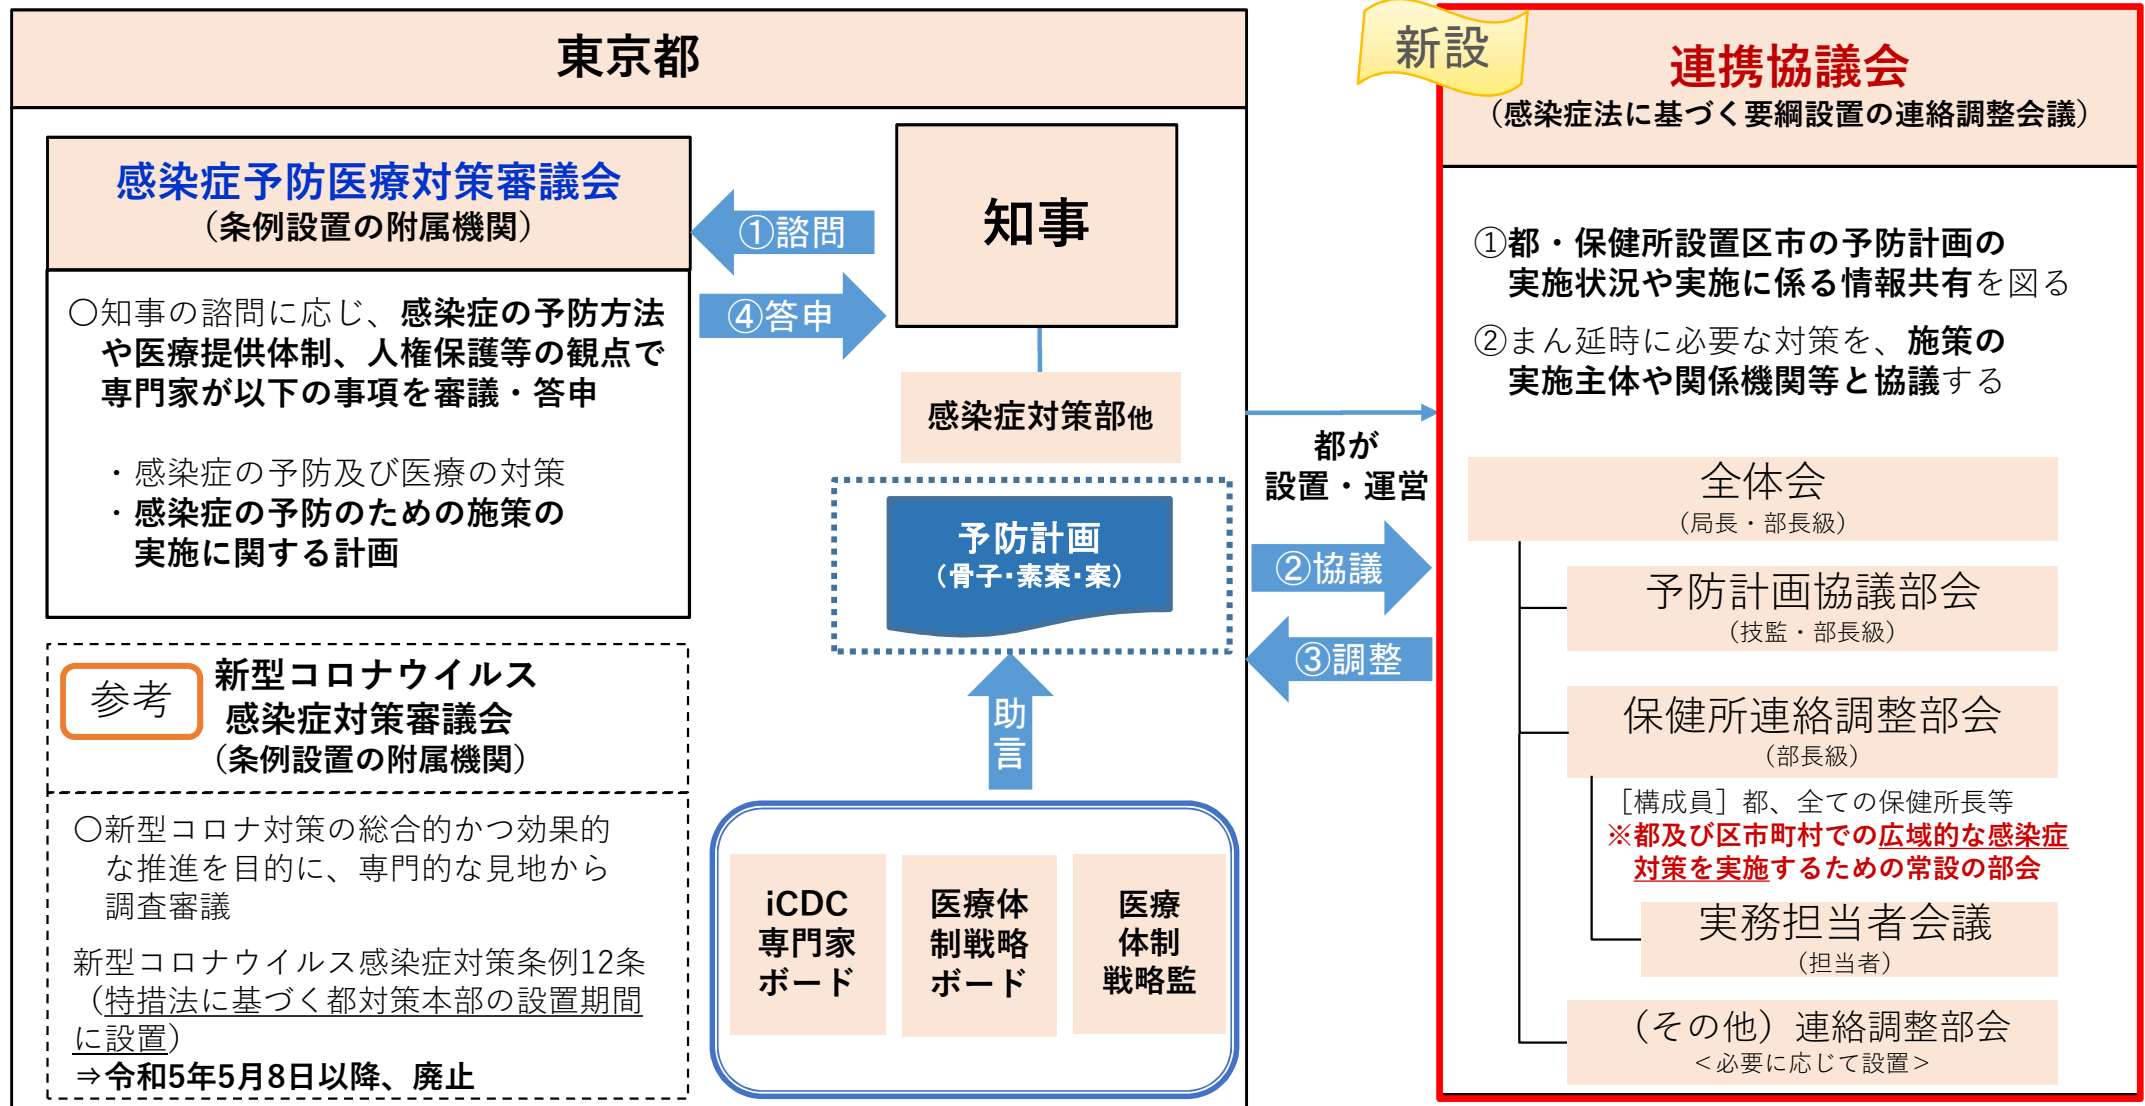 東京都
感染症予防医療対策審議会
（条例設置の附属機関）
〇知事の諮問に応じ、感染症の予防方法
や医療提供体制、人権保護等の観点で
専門家が以下の事項を審議・答申
・感染症の予防及び医療の対策
・感染症の予防のための施策の
実施に関する計画
①諮問
④答申
知事
感染症対策部他
予防計画
（骨子・素案・案）
助
言
iCDC
専門家
ボード
医療体
制戦略
ボード
医療
体制
戦略監
参考
新型コロナウイルス
感染症対策審議会
（条例設置の附属機関）
〇新型コロナ対策の総合的かつ効果的
な推進を目的に、専門的な見地から
調査審議
新型コロナウイルス感染症対策条例12条
（特措法に基づく都対策本部の設置期間
に設置）
⇒令和5年5月8日以降、廃止
都が
設置・運営
②協議
③調整
新設
連携協議会
（感染症法に基づく要綱設置の連絡調整会議）
①都・保健所設置区市の予防計画の
実施状況や実施に係る情報共有を図る
②まん延時に必要な対策を、施策の
実施主体や関係機関等と協議する
全体会
（局長・部長級）
予防計画協議部会
（技監・部長級）
保健所連絡調整部会
（部長級）
［構成員］都、全ての保健所長等
※都及び区市町村での広域的な感染症
対策を実施するための常設の部会
実務担当者会議
（担当者）
（その他）連絡調整部会
＜必要に応じて設置＞